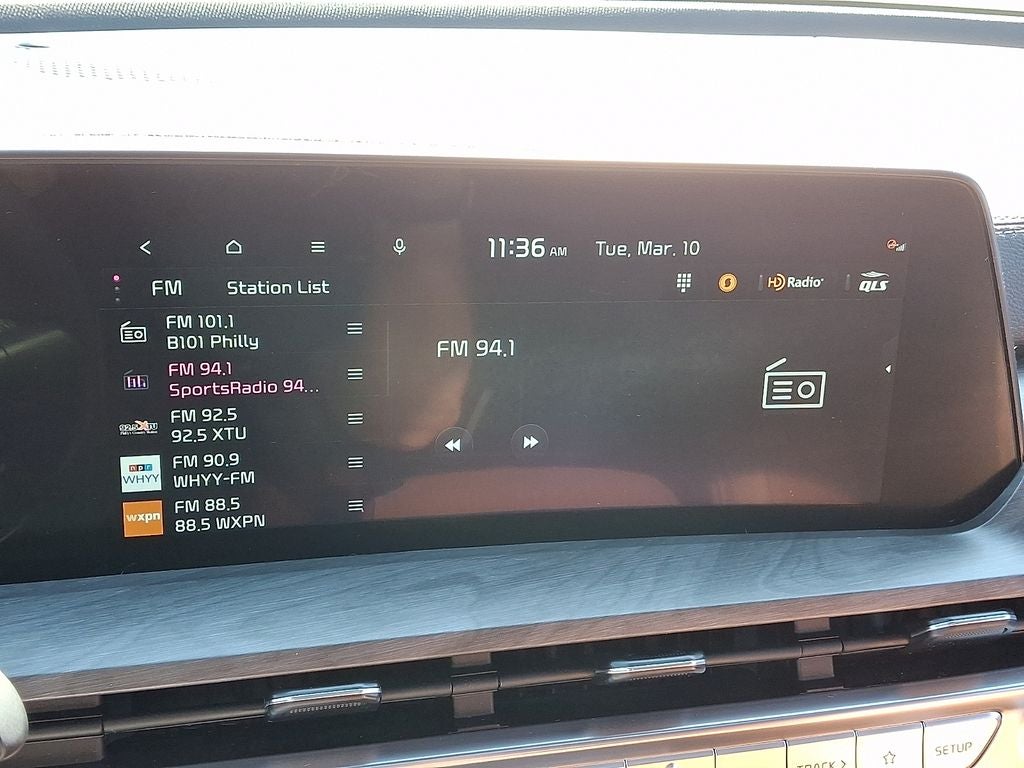 11:36 AM Tue, Mar. 10
FM Station List
HD Radio QLS
FM 101.1
B101 Philly
FM 94.1
SportsRadio 94...
FM 92.5
92.5 XTU
npr
WHYY
FM 90.9
WHYY-FM
wxpn
FM 88.5
88.5 WXPN
FM 94.1
TRACK >
SETUP